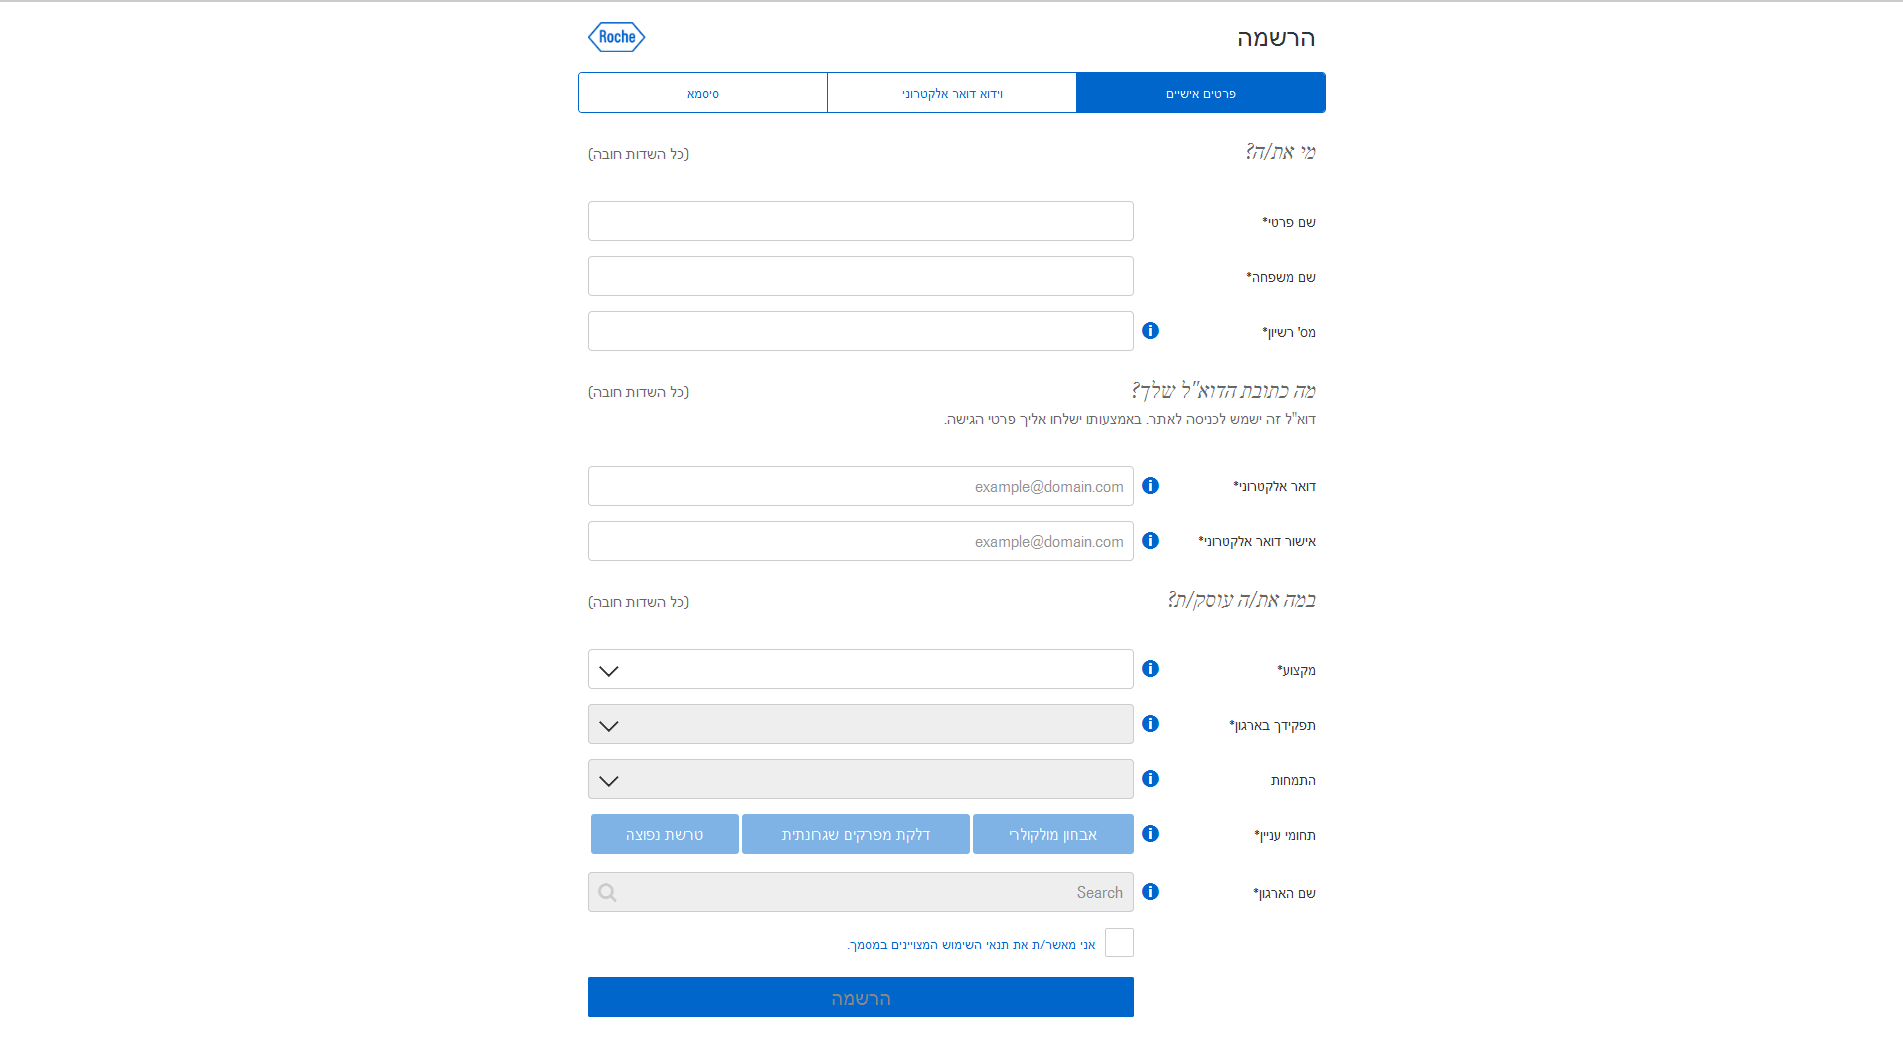 הרשמה
Roche
פרטים אישיים
וידוא דואר אלקטרוני
סיסמא
מי את/ה?
(כל השדות חובה)
שם פרטי*
שם משפחה*
מס' רשיון*
מה כתובת הדוא"ל שלך?
(כל השדות חובה)
דוא"ל זה ישמש לכניסה לאתר. באמצעותו ישלחו אליך פרטי הגישה.
דואר אלקטרוני*
example@domain.com
אישור דואר אלקטרוני*
example@domain.com
במה את/ה עוסק/ת?
(כל השדות חובה)
מקצוע*
תפקידך בארגון*
התמחות
תחומי עניין*
אבחון מולקולרי
דלקת מפרקים שגרונתית
טרשת נפוצה
שם הארגון*
Search
אני מאשר/ת את תנאי השימוש המצויינים במסמך.
הרשמה